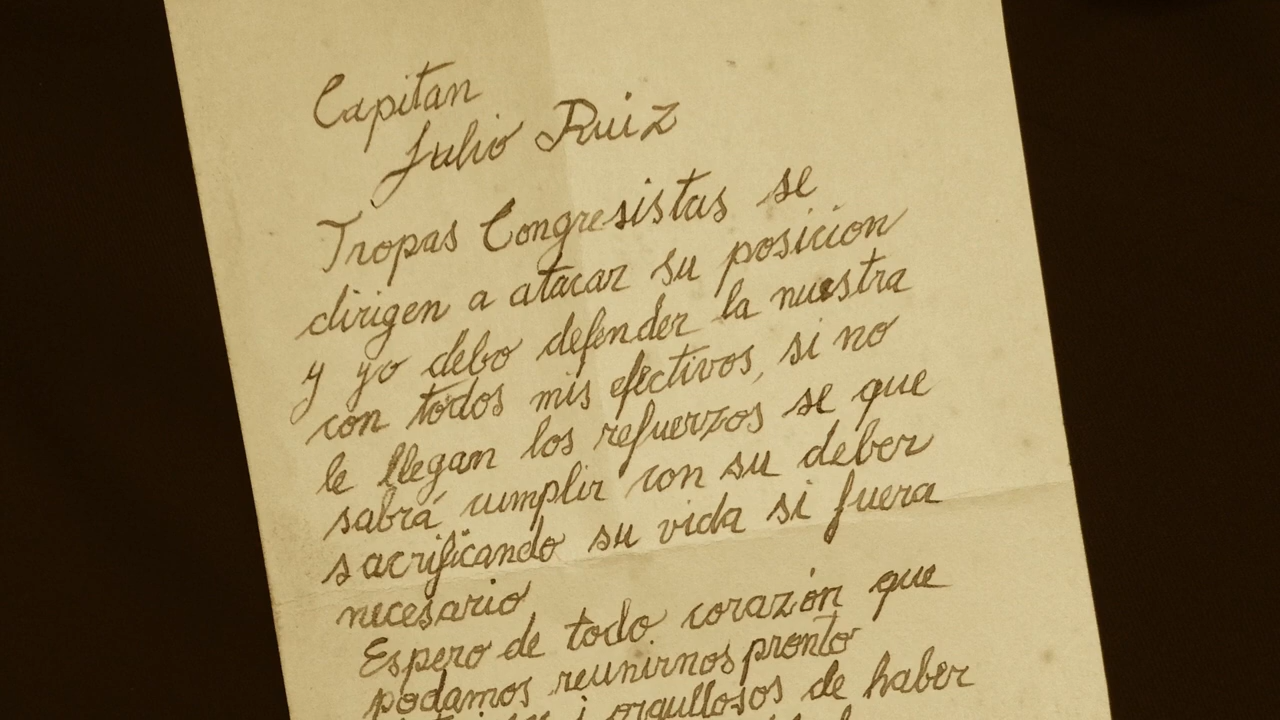 Capitan
Julio Ruiz
Tropas Congresistas se
dirigen a atacar su posicion
y yo debo defender la nuestra
con todos mis efectivos, si no
le llegan los refuerzos se que
sabrá cumplir con su deber
sacrificando su vida si fuera
necesario
Espero de todo corazón que
podamos reunirnos pronto
orgullosos de haber